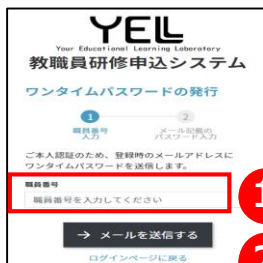 YELL
Your Educational Learning Laboratory
教職員研修申込システム
ワンタイムパスワードの発行
1
2
職員番号
入力
メール記載の
パスワード入力
ご本人認証のため、登録時のメールアドレスに
ワンタイムパスワードを送信します。
職員番号
職員番号を入力してください
1
→ メールを送信する
2
ログインページに戻る